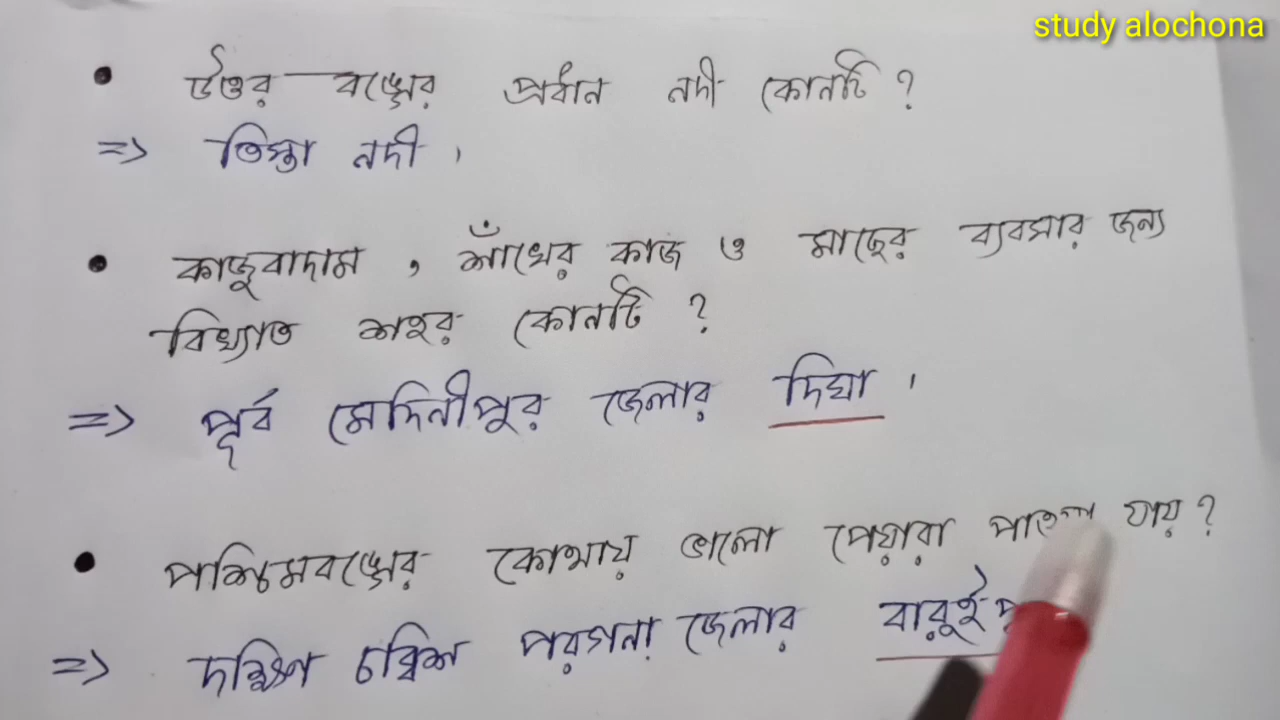 study alochona
• উত্তর বঙ্গের প্রধান নদী কোনটি ?
=> তিস্তা নদী ।
• কাজুবাদাম , শাঁখের কাজ ও মাছের ব্যবসার জন্য
বিখ্যাত শহর কোনটি ?
=> পূর্ব মেদিনীপুর জেলার দিঘা ।
• পশ্চিমবঙ্গের কোথায় ভালো পেয়ারা যায় ?
=> দক্ষিণ চব্বিশ পরগনা জেলার